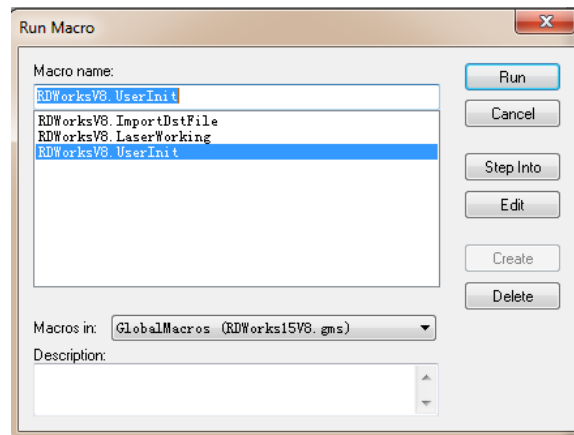 Run Macro
Macro name:
RDWorksV8.UserInit
RDWorksV8.ImportDstFile
RDWorksV8.LaserWorking
RDWorksV8.UserInit
Run
Cancel
Step Into
Edit
Create
Delete
Macros in:
GlobalMacros (RDWorks15V8.gms)
Description: